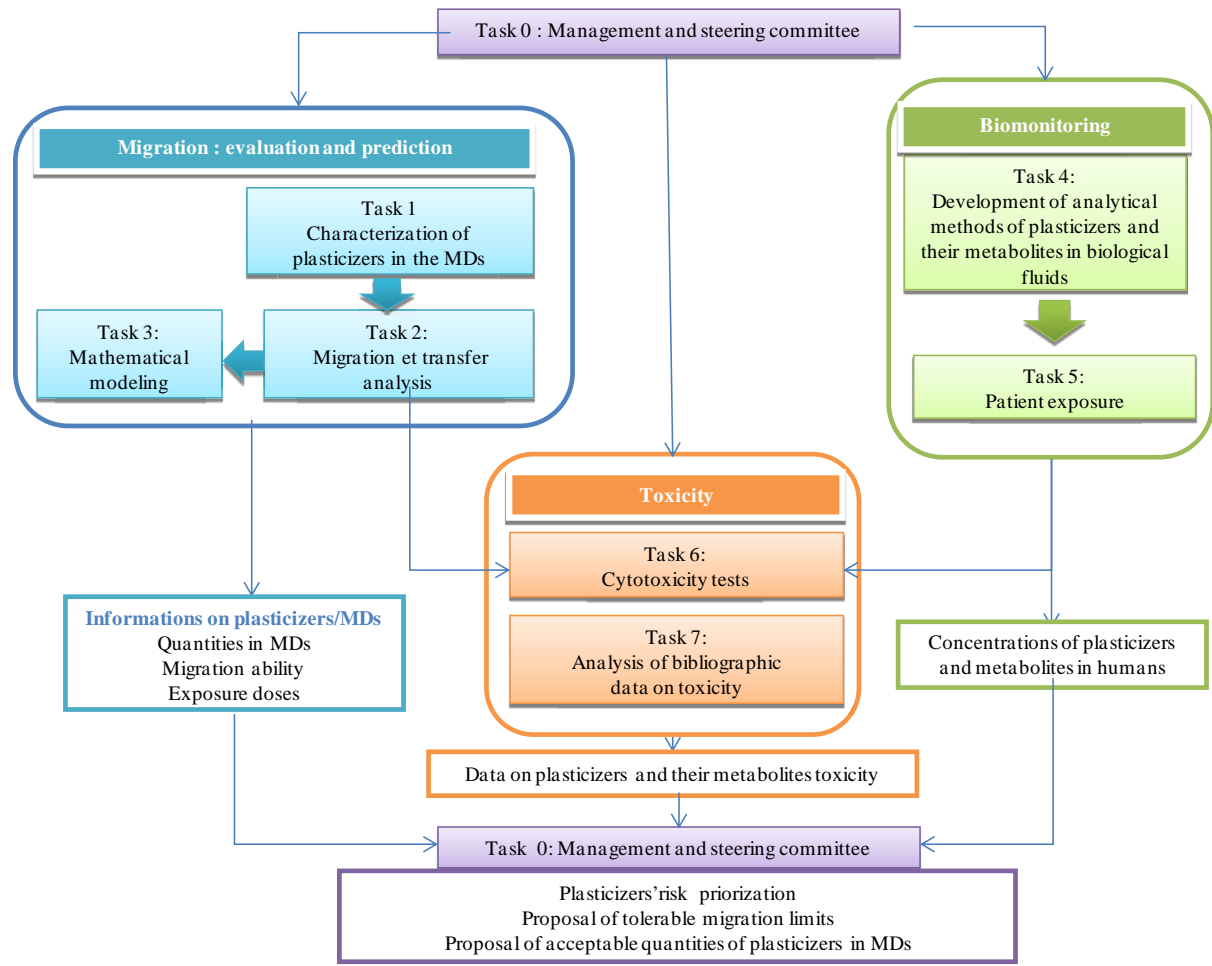 Task 0 : Management and steering committee
Migration : evaluation and prediction
Task 1
Characterization of
plasticizers in the MDs
Task 3:
Mathematical
modeling
Task 2:
Migration et transfer
analysis
Biomonitoring
Task 4:
Development of analytical
methods of plasticizers and
their metabolites in biological
fluids
Task 5:
Patient exposure
Toxicity
Task 6:
Cytotoxicity tests
Task 7:
Analysis of bibliographic
data on toxicity
Informations on plasticizers/MDs
Quantities in MDs
Migration ability
Exposure doses
Concentrations of plasticizers
and metabolites in humans
Data on plasticizers and their metabolites toxicity
Task 0: Management and steering committee
Plasticizers'risk priorization
Proposal of tolerable migration limits
Proposal of acceptable quantities of plasticizers in MDs